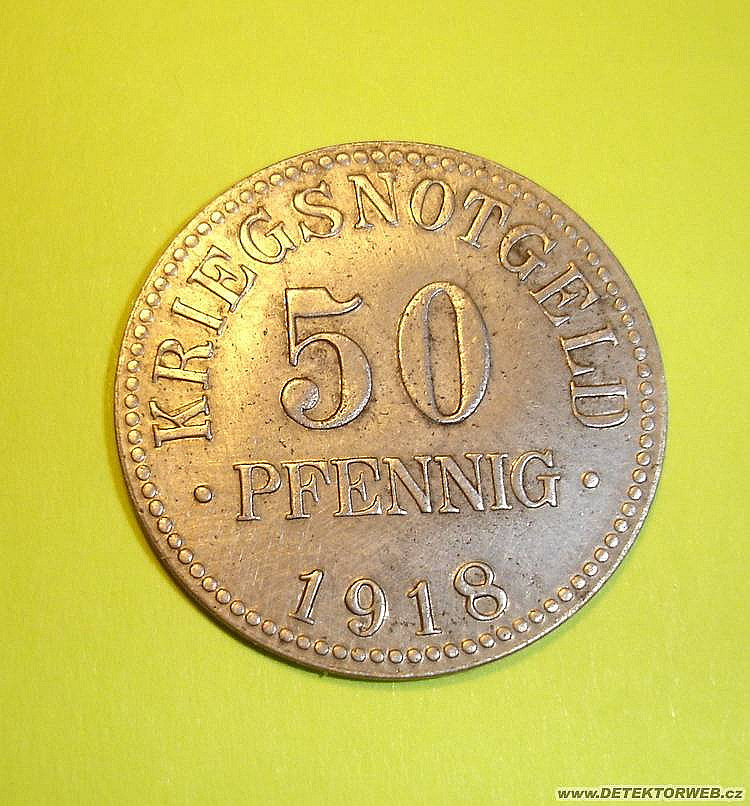 KRIEGSNOTGELD
50
· PFENNIG ·
1918
www.DETEKTORWEB.cz